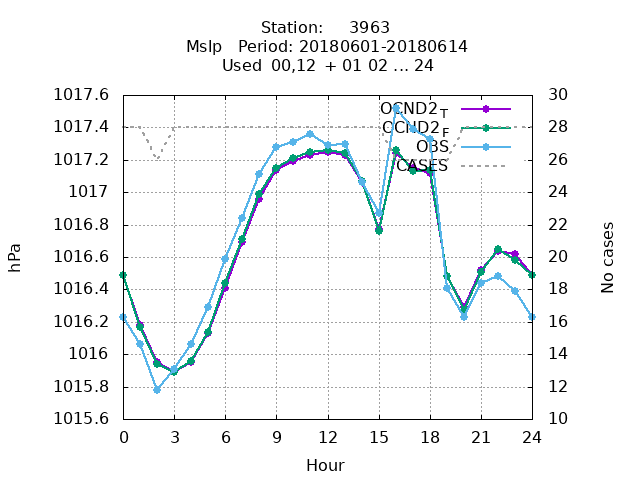 Station: 3963
Mslp Period: 20180601-20180614
Used 00,12 + 01 02 ... 24
1017.6
1017.4
1017.2
1017
1016.8
1016.6
1016.4
1016.2
1016
1015.8
1015.6
hPa
OCND2 T
OCND2 F
OBS
CASES
30
28
26
24
22
20
18
16
14
12
10
No cases
0 3 6 9 12 15 18 21 24
Hour